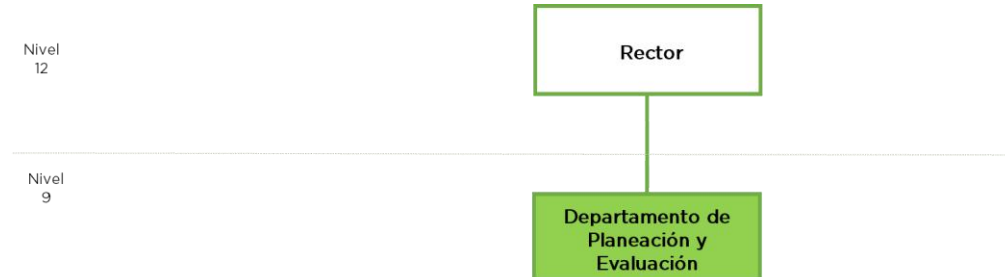 Nivel
12
Rector
Nivel
9
Departamento de
Planeación y
Evaluación